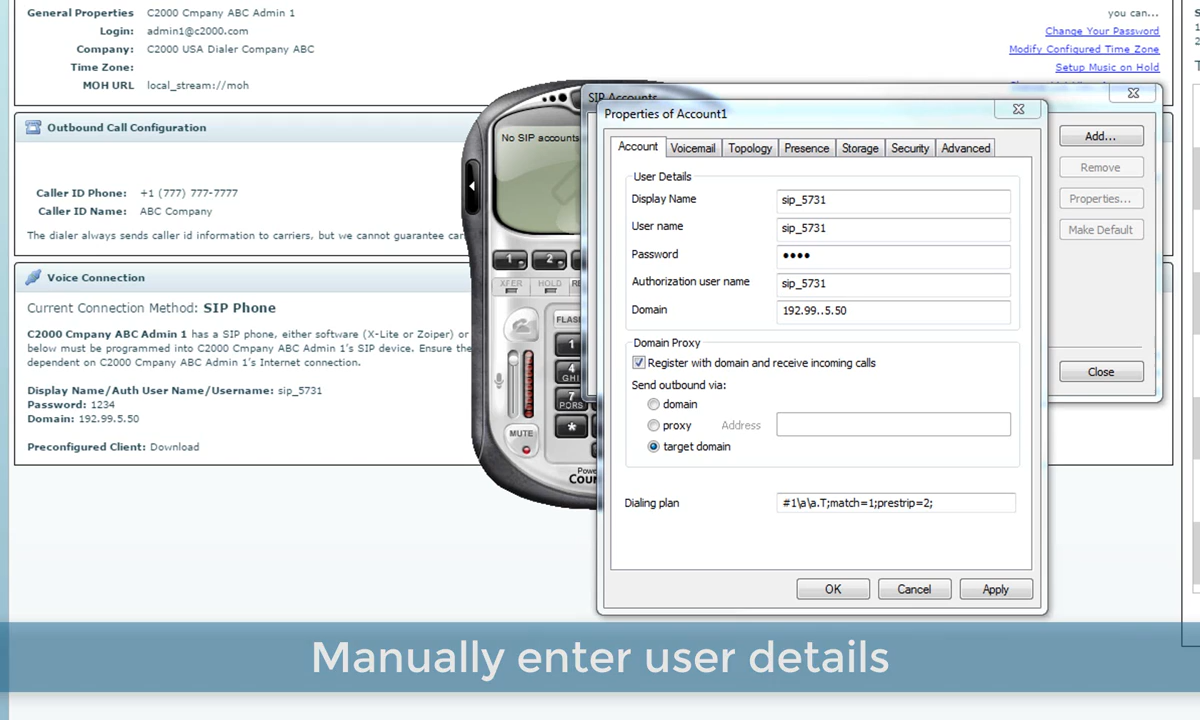 General Properties C2000 Cmpany ABC Admin 1
Login: admin1@c2000.com
Company: C2000 USA Dialer Company ABC
Time Zone:
MOH URL local_stream://moh
you can...
Change Your Password
Modify Configured Time Zone
Setup Music on Hold
Outbound Call Configuration
Caller ID Phone: +1 (777) 777-7777
Caller ID Name: ABC Company
The dialer always sends caller id information to carriers, but we cannot guarantee
Voice Connection
Current Connection Method: SIP Phone
C2000 Cmpany ABC Admin 1 has a SIP phone, either software (X-Lite or Zoiper) or
below must be programmed into C2000 Cmpany ABC Admin 1's SIP device. Ensure the
dependent on C2000 Cmpany ABC Admin 1's Internet connection.
Display Name/Auth User Name/Username: sip_5731
Password: 1234
Domain: 192.99.5.50
Preconfigured Client: Download
No SIP accounts
1
2
XFER
HOLD
FLAS
1
4
GHI
7
PQRS
*
MUTE
SIP Accounts
Add...
Remove
Properties...
Make Default
Close
Properties of Account1
Account Voicemail Topology Presence Storage Security Advanced
User Details
Display Name sip_5731
User name sip_5731
Password ••••
Authorization user name sip_5731
Domain 192.99..5.50
Domain Proxy
Register with domain and receive incoming calls
Send outbound via:
domain
proxy Address
target domain
Dialing plan #1\a\a.T;match=1;prestrip=2;
OK Cancel Apply
Manually enter user details